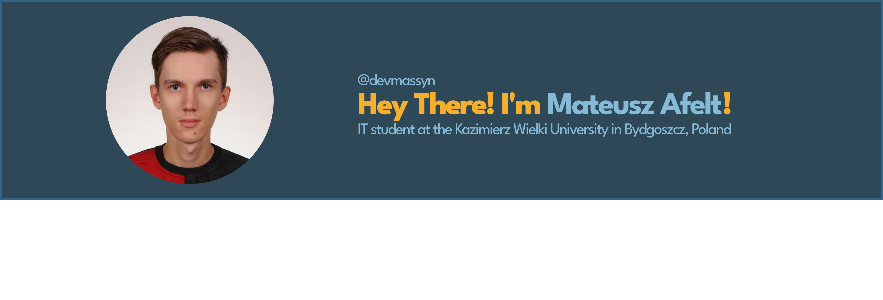 @devmassyn
Hey There! I'm Mateusz Afelt!
IT student at the Kazimierz Wielki University in Bydgoszcz, Poland